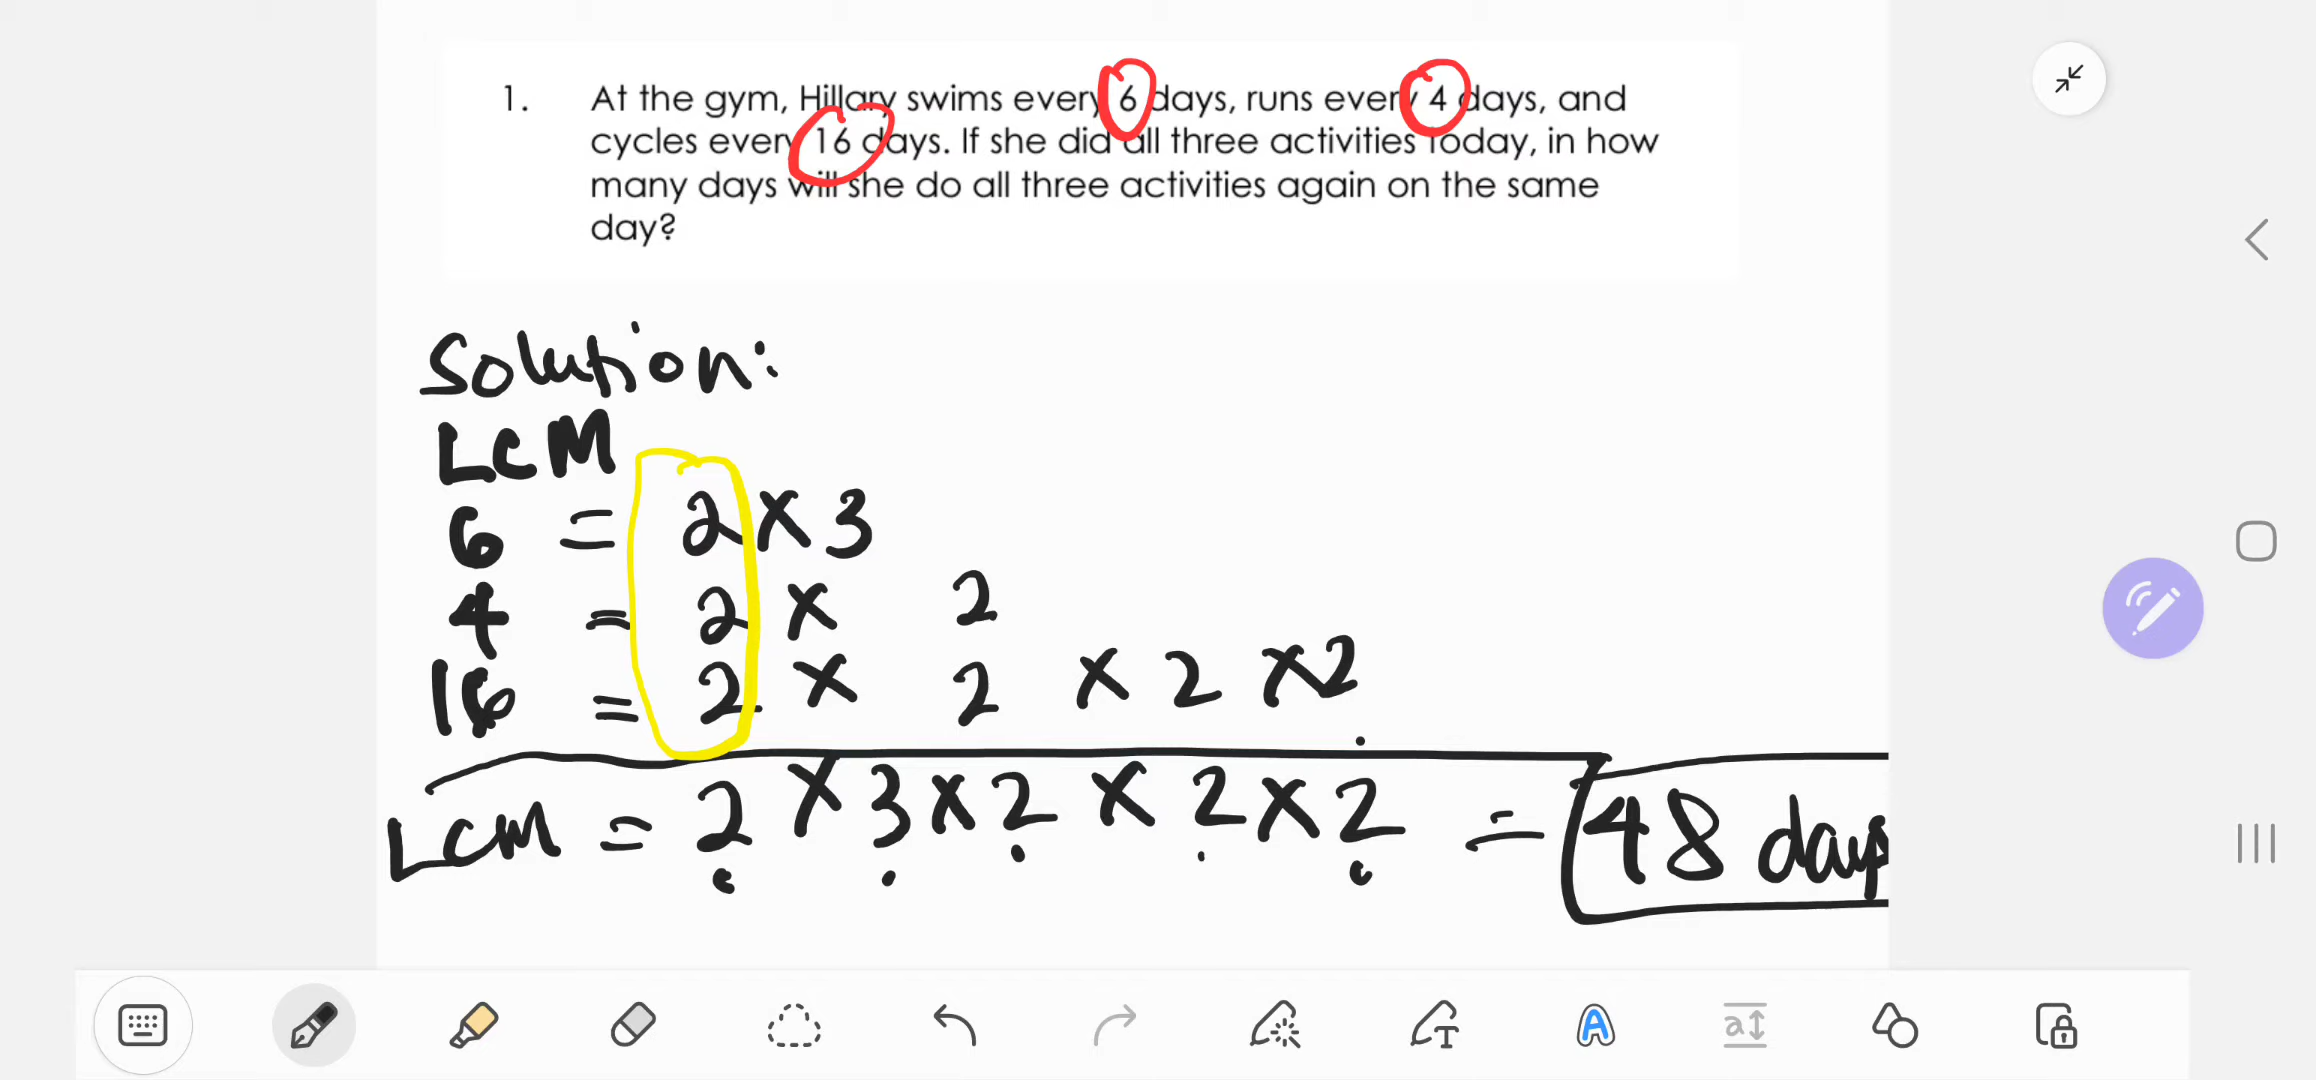 1. At the gym, Hillary swims every 6 days, runs every 4 days, and
cycles every 16 days. If she did all three activities today, in how
many days will she do all three activities again on the same
day?
Solution:
LCM
6 = 2 x 3
4 = 2 x 2
16 = 2 x 2 x 2 x 2
LCM = 2 x 3 x 2 x 2 x 2 = 48 days
T A a